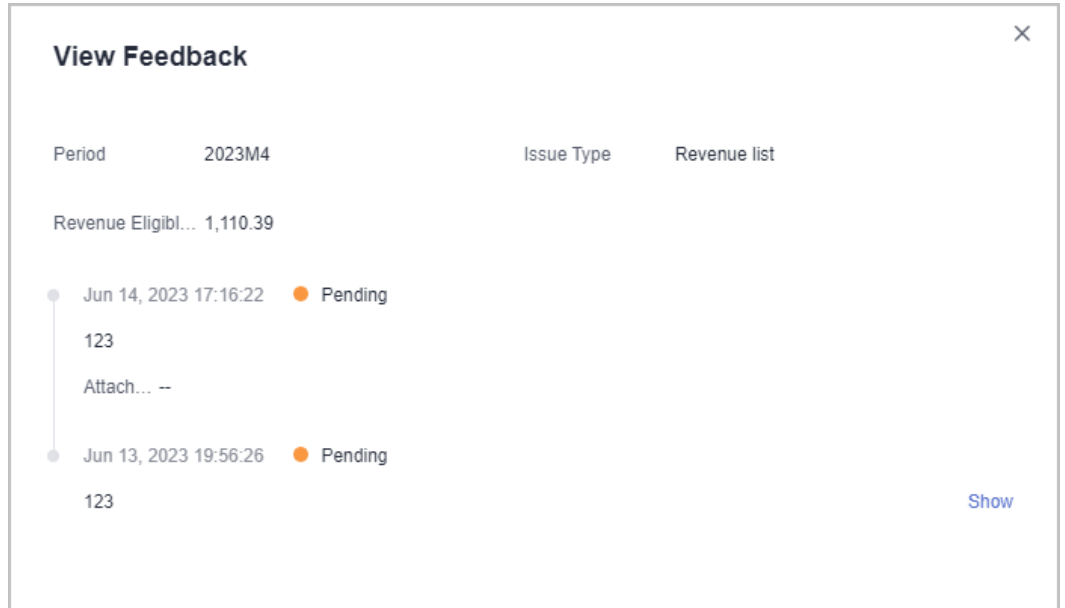 View Feedback
Period 2023M4 Issue Type Revenue list
Revenue Eligibl... 1,110.39
Jun 14, 2023 17:16:22 Pending
123
Attach... --
Jun 13, 2023 19:56:26 Pending
123 Show